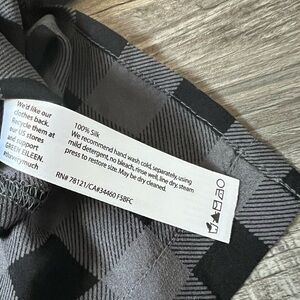 We'd like our
clothes back.
Recycle them at
our US stores
and support
GREEN EILEEN.
#reverymuch
100% Silk
We recommend hand wash cold, separately, using
mild detergent, no bleach, rinse well, line dry, steam
press to restore size. May be dry cleaned.
RN# 78121/CA#34460 FSBFC